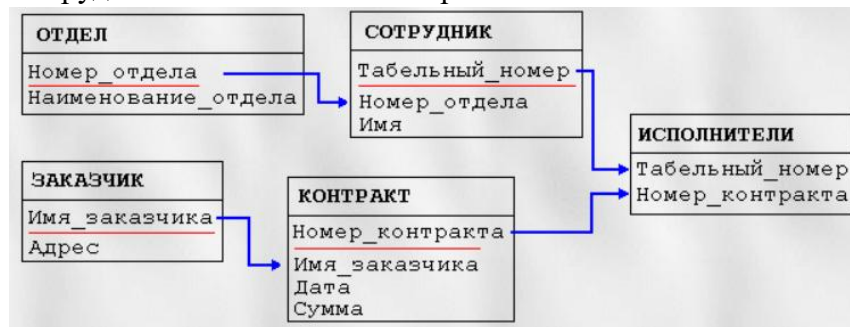 ОТДЕЛ
Номер_отдела
Наименование_отдела
СОТРУДНИК
Табельный_номер
Номер_отдела
Имя
ИСПОЛНИТЕЛИ
Табельный_номер
Номер_контракта
ЗАКАЗЧИК
Имя_заказчика
Адрес
КОНТРАКТ
Номер_контракта
Имя_заказчика
Дата
Сумма